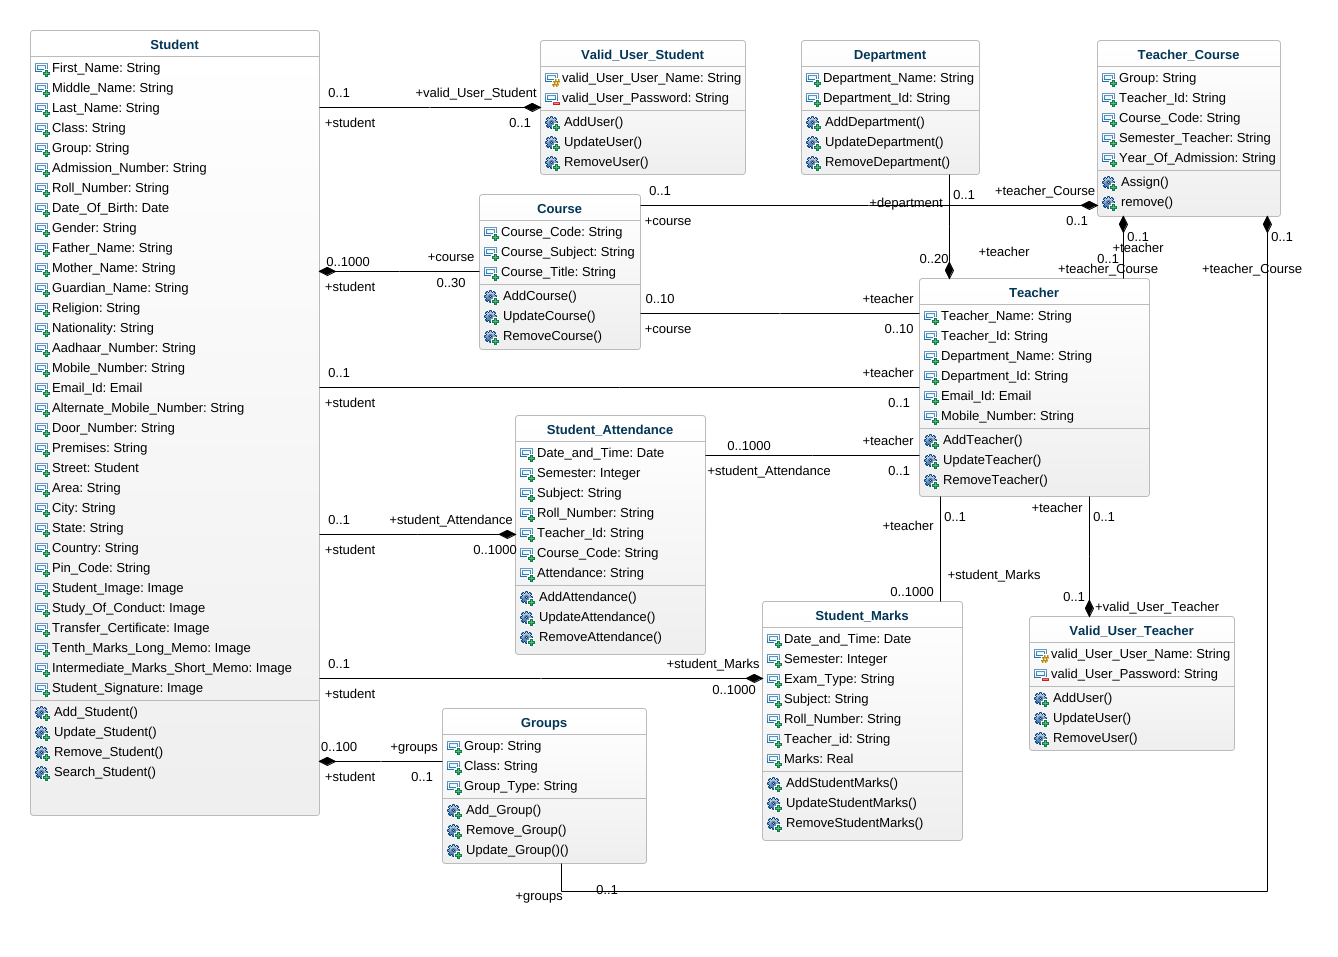 Student
First_Name: String
Middle_Name: String
Last_Name: String
Class: String
Group: String
Admission_Number: String
Roll_Number: String
Date_Of_Birth: Date
Gender: String
Father_Name: String
Mother_Name: String
Guardian_Name: String
Religion: String
Nationality: String
Aadhaar_Number: String
Mobile_Number: String
Email_Id: Email
Alternate_Mobile_Number: String
Door_Number: String
Premises: String
Street: Student
Area: String
City: String
State: String
Country: String
Pin_Code: String
Student_Image: Image
Study_Of_Conduct: Image
Transfer_Certificate: Image
Tenth_Marks_Long_Memo: Image
Intermediate_Marks_Short_Memo: Image
Student_Signature: Image
Add_Student()
Update_Student()
Remove_Student()
Search_Student()
0..1
+valid_User_Student
+student
0..1
Valid_User_Student
valid_User_User_Name: String
valid_User_Password: String
AddUser()
UpdateUser()
RemoveUser()
Department
Department_Name: String
Department_Id: String
AddDepartment()
UpdateDepartment()
RemoveDepartment()
Teacher_Course
Group: String
Teacher_Id: String
Course_Code: String
Semester_Teacher: String
Year_Of_Admission: String
Assign()
remove()
0..1
+course
+department
0..1
+teacher_Course
0..1
0..20
+teacher
0..1
+teacher
0..1
+teacher_Course
0..1
+teacher_Course
Course
Course_Code: String
Course_Subject: String
Course_Title: String
AddCourse()
UpdateCourse()
RemoveCourse()
0..1000
+course
+student
0..30
0..10
+teacher
+course
0..10
Teacher
Teacher_Name: String
Teacher_Id: String
Department_Name: String
Department_Id: String
Email_Id: Email
Mobile_Number: String
AddTeacher()
UpdateTeacher()
RemoveTeacher()
0..1
+teacher
+student
0..1
Student_Attendance
Date_and_Time: Date
Semester: Integer
Subject: String
Roll_Number: String
Teacher_Id: String
Course_Code: String
Attendance: String
AddAttendance()
UpdateAttendance()
RemoveAttendance()
0..1000
+teacher
+student_Attendance
0..1
0..1
+student_Attendance
+student
0..1000
+teacher
0..1
+student_Marks
0..1000
+teacher
0..1
0..1
+valid_User_Teacher
Student_Marks
Date_and_Time: Date
Semester: Integer
Exam_Type: String
Subject: String
Roll_Number: String
Teacher_id: String
Marks: Real
AddStudentMarks()
UpdateStudentMarks()
RemoveStudentMarks()
Valid_User_Teacher
valid_User_User_Name: String
valid_User_Password: String
AddUser()
UpdateUser()
RemoveUser()
0..1
+student_Marks
+student
0..1000
Groups
Group: String
Class: String
Group_Type: String
Add_Group()
Remove_Group()
Update_Group()()
0..100
+groups
+student
0..1
+groups
0..1